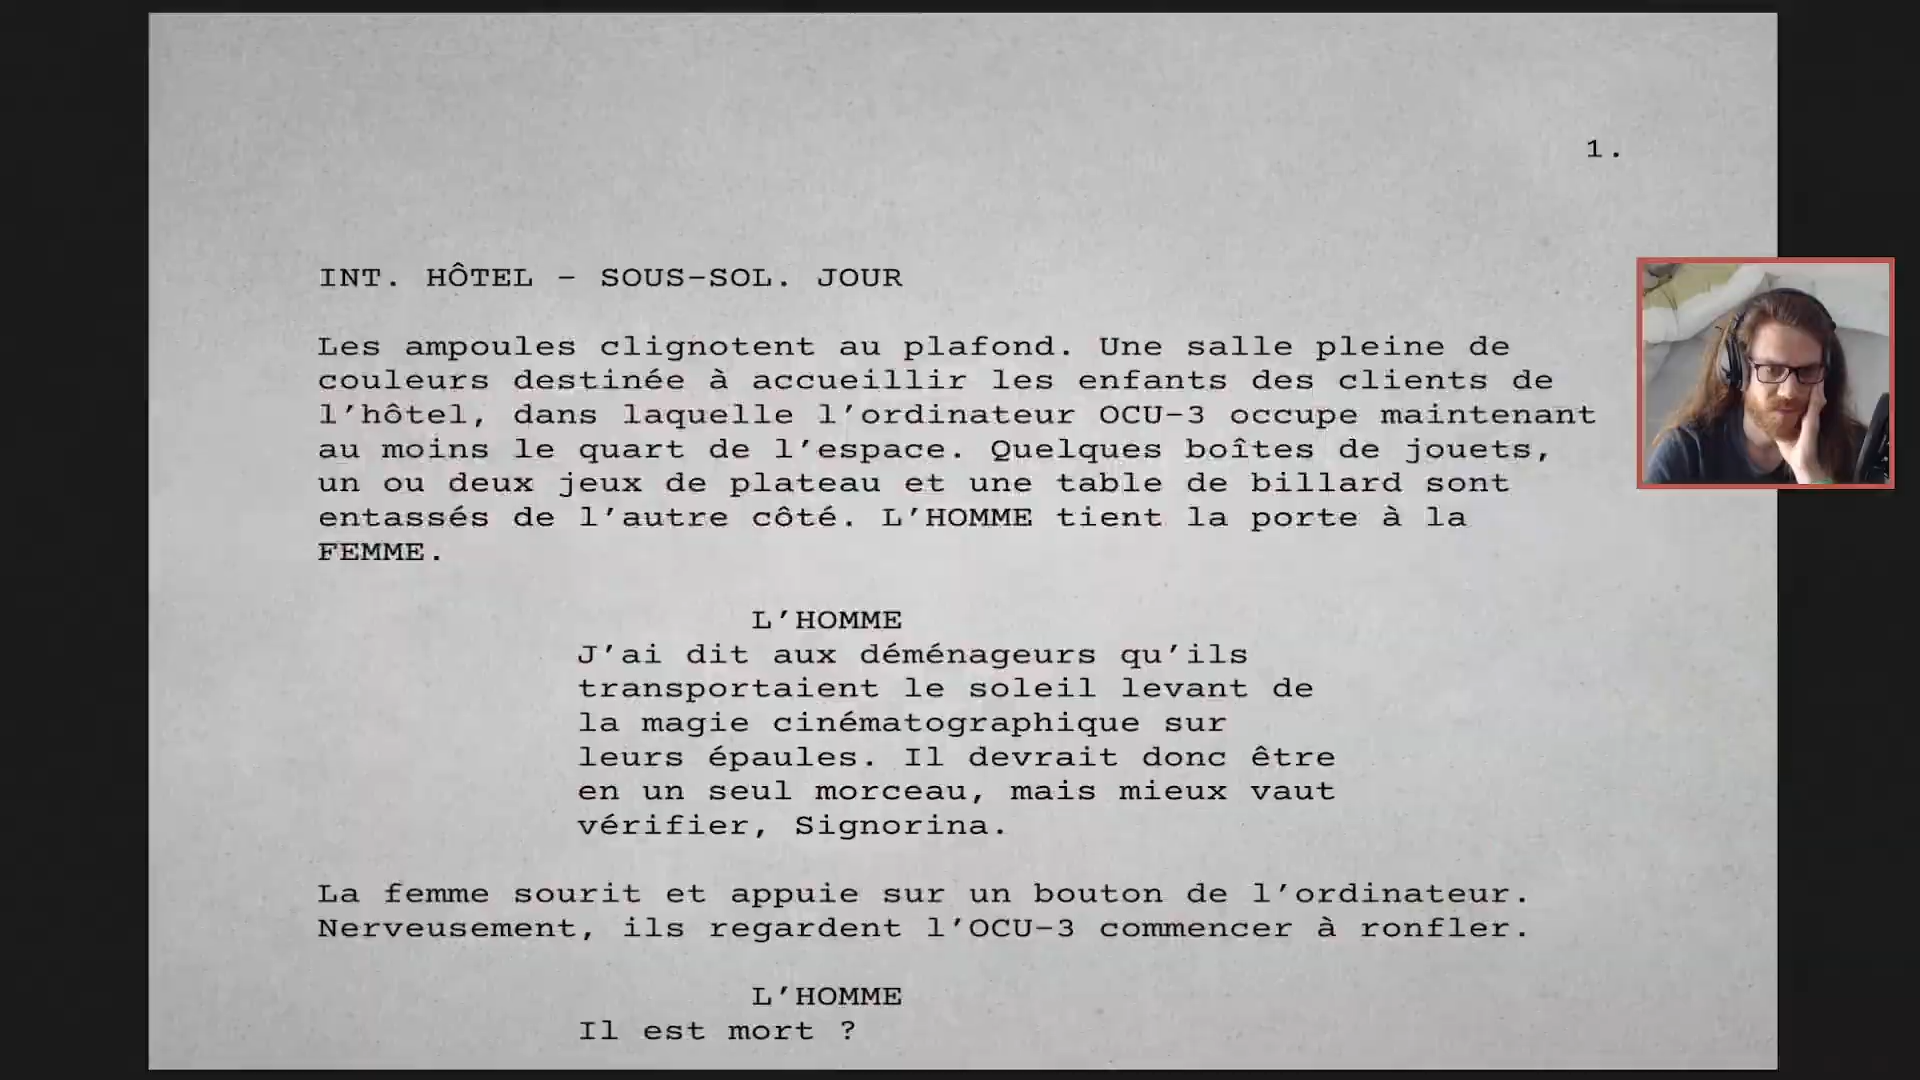 1.
INT. HÔTEL - SOUS-SOL. JOUR
Les ampoules clignotent au plafond. Une salle pleine de
couleurs destinée à accueillir les enfants des clients de
l'hôtel, dans laquelle l'ordinateur OCU-3 occupe maintenant
au moins le quart de l'espace. Quelques boîtes de jouets,
un ou deux jeux de plateau et une table de billard sont
entassés de l'autre côté. L'HOMME tient la porte à la
FEMME.
L'HOMME
J'ai dit aux déménageurs qu'ils
transportaient le soleil levant de
la magie cinématographique sur
leurs épaules. Il devrait donc être
en un seul morceau, mais mieux vaut
vérifier, Signorina.
La femme sourit et appuie sur un bouton de l'ordinateur.
Nerveusement, ils regardent l'OCU-3 commencer à ronfler.
L'HOMME
Il est mort ?